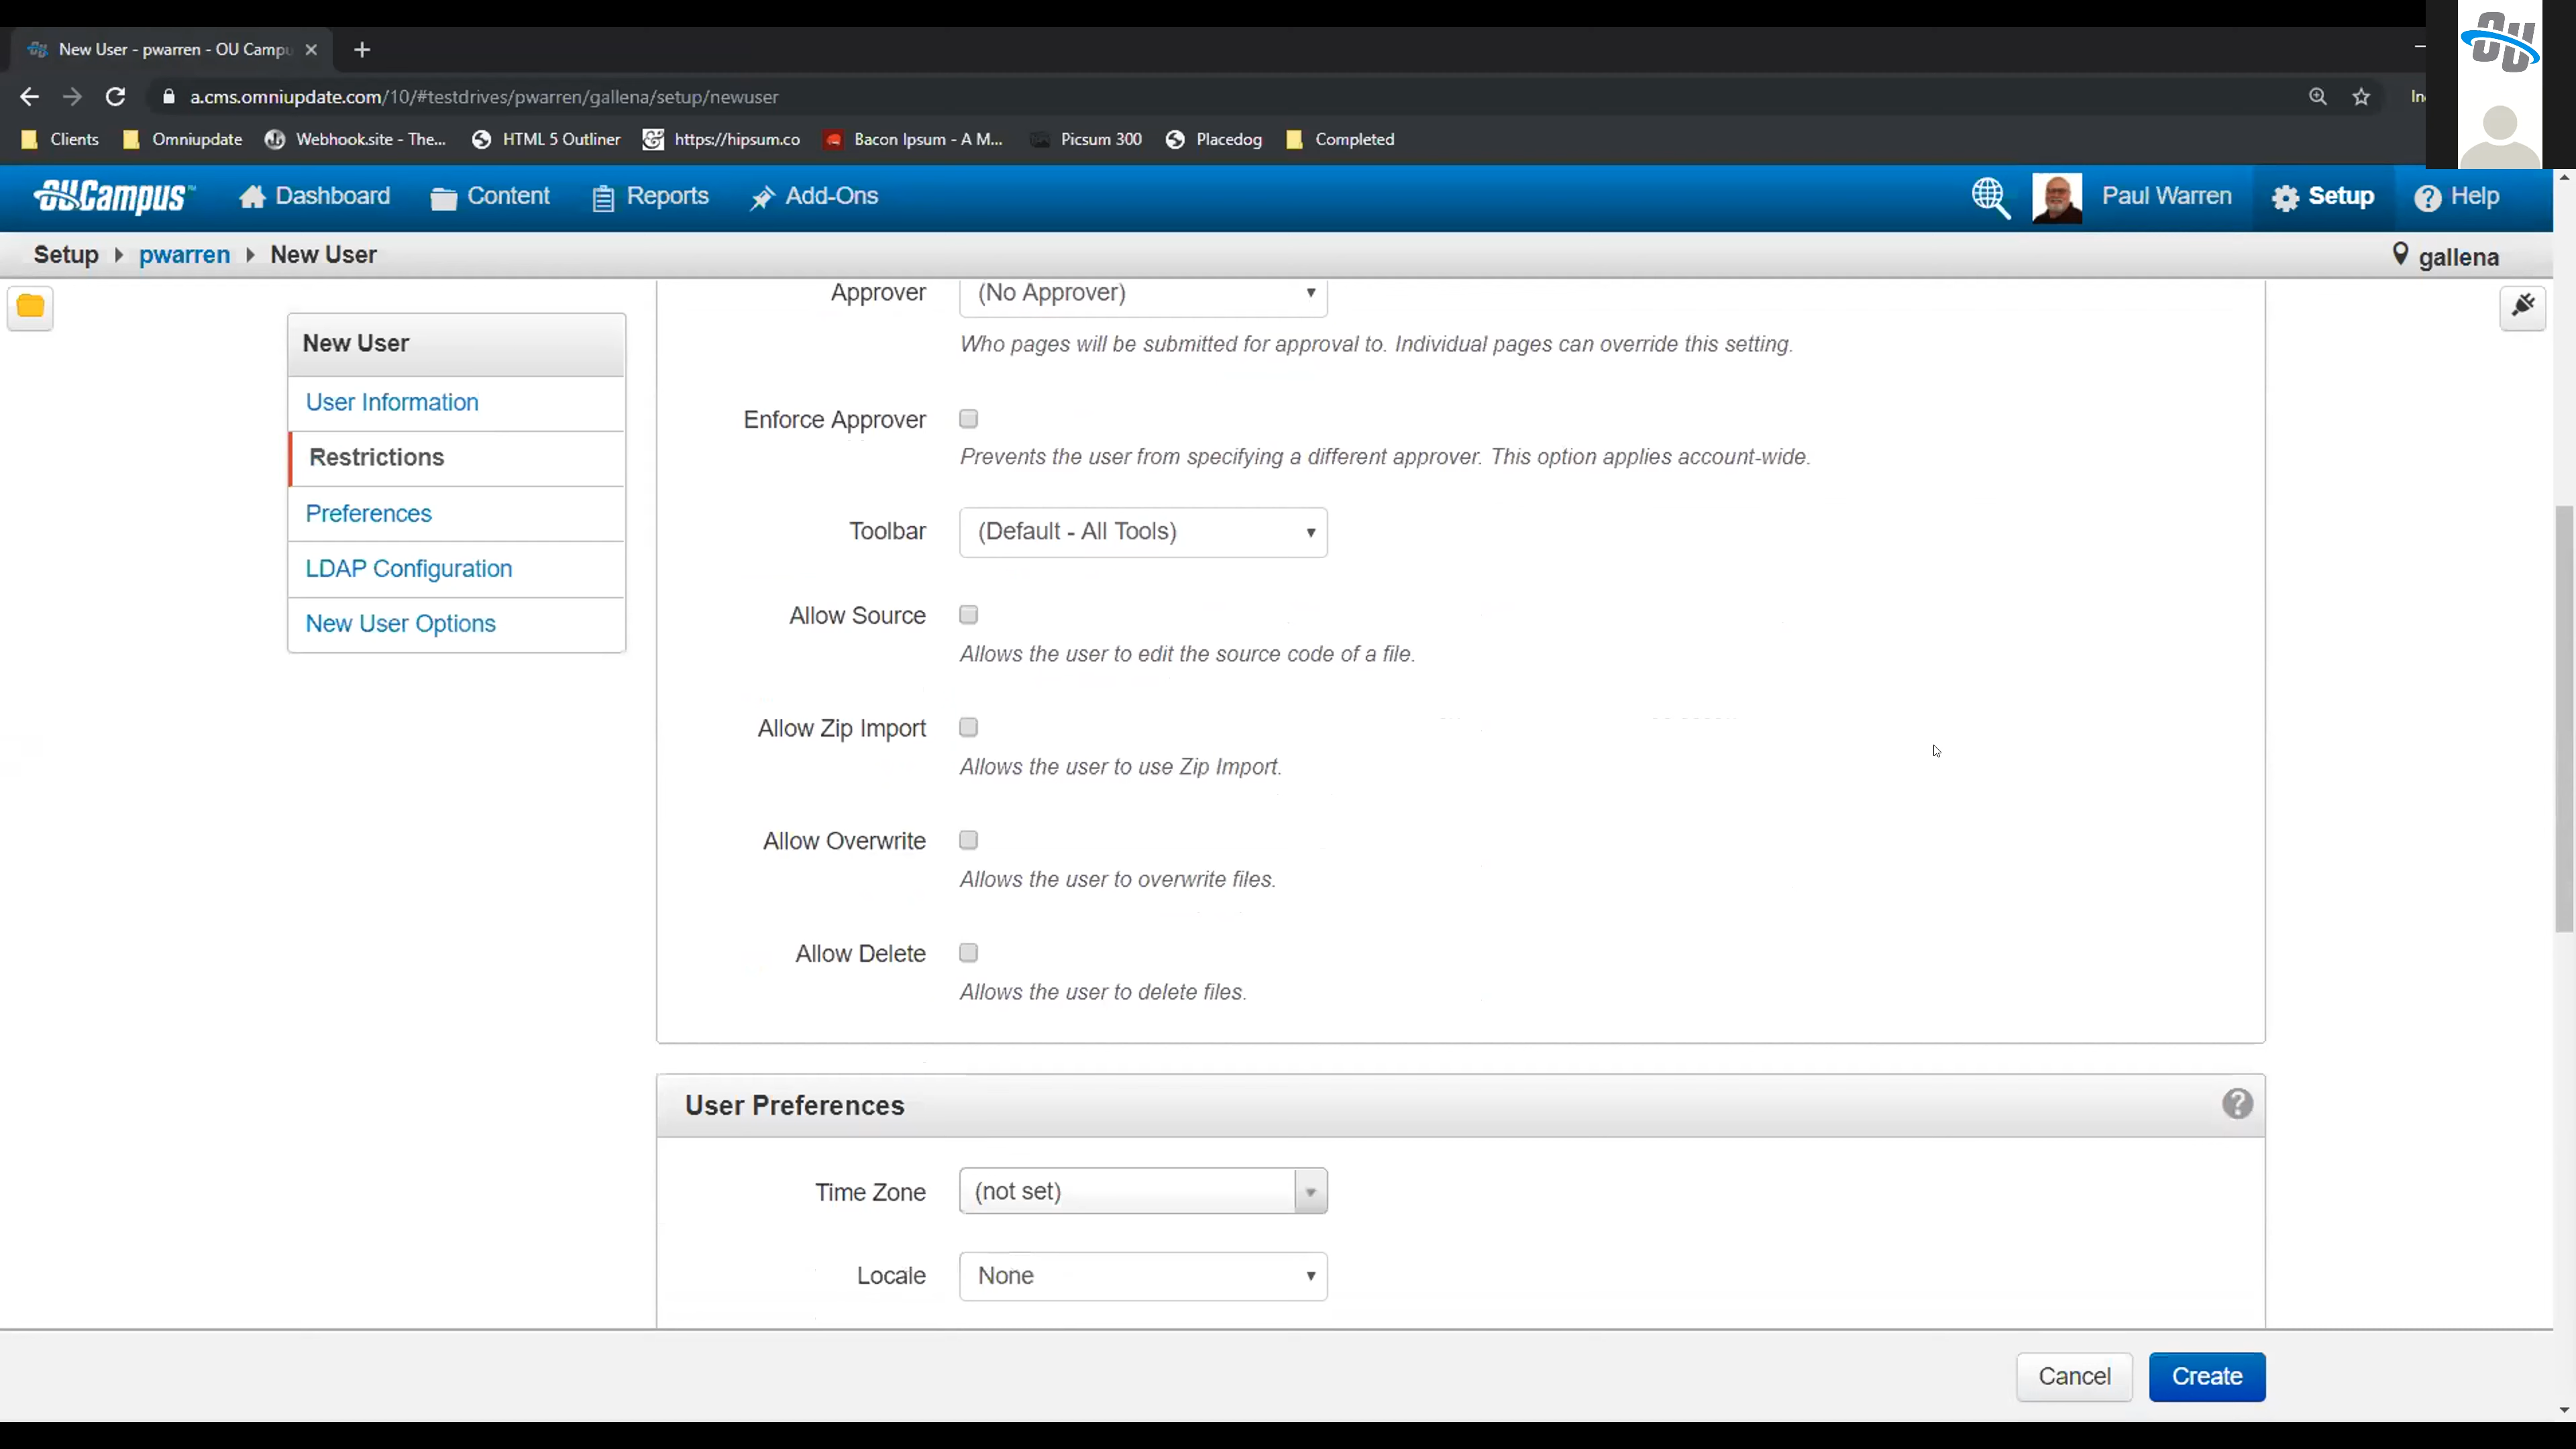 New User - pwarren - OU Campu
a.cms.omniupdate.com/10/#testdrives/pwarren/gallena/setup/newuser
Clients Omniupdate Webhook.site - The... HTML 5 Outliner https://hipsum.co Bacon Ipsum - A M... Picsum 300 Placedog Completed
OU
OUCampus™ Dashboard Content Reports Add-Ons Paul Warren Setup Help
Setup pwarren New User gallena
New User
User Information
Restrictions
Preferences
LDAP Configuration
New User Options
Approver (No Approver)
Who pages will be submitted for approval to. Individual pages can override this setting.
Enforce Approver
Prevents the user from specifying a different approver. This option applies account-wide.
Toolbar (Default - All Tools)
Allow Source
Allows the user to edit the source code of a file.
Allow Zip Import
Allows the user to use Zip Import.
Allow Overwrite
Allows the user to overwrite files.
Allow Delete
Allows the user to delete files.
User Preferences
Time Zone (not set)
Locale None
Cancel Create